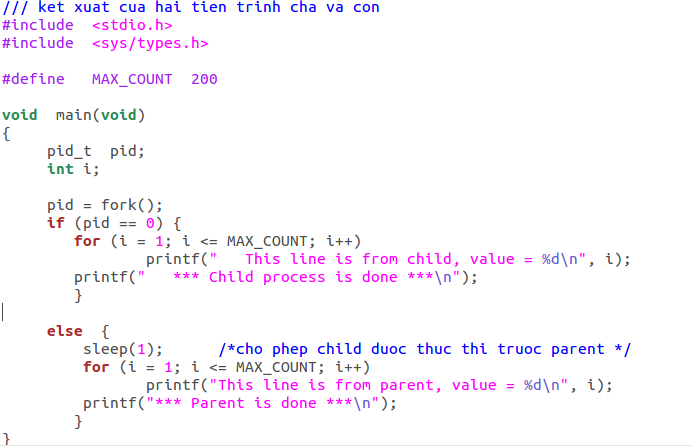 /// ket xuat cua hai tien trinh cha va con
#include  <stdio.h>
#include  <sys/types.h>

#define   MAX_COUNT  200

void  main(void)
{
     pid_t  pid;
     int i;

     pid = fork();
     if (pid == 0) {
        for (i = 1; i <= MAX_COUNT; i++)
                printf("   This line is from child, value = %d\n", i);
        printf("   *** Child process is done ***\n");
        }

     else  {
         sleep(1);      /*cho phep child duoc thuc thi truoc parent */
         for (i = 1; i <= MAX_COUNT; i++)
                printf("This line is from parent, value = %d\n", i);
         printf("*** Parent is done ***\n");
        }
}